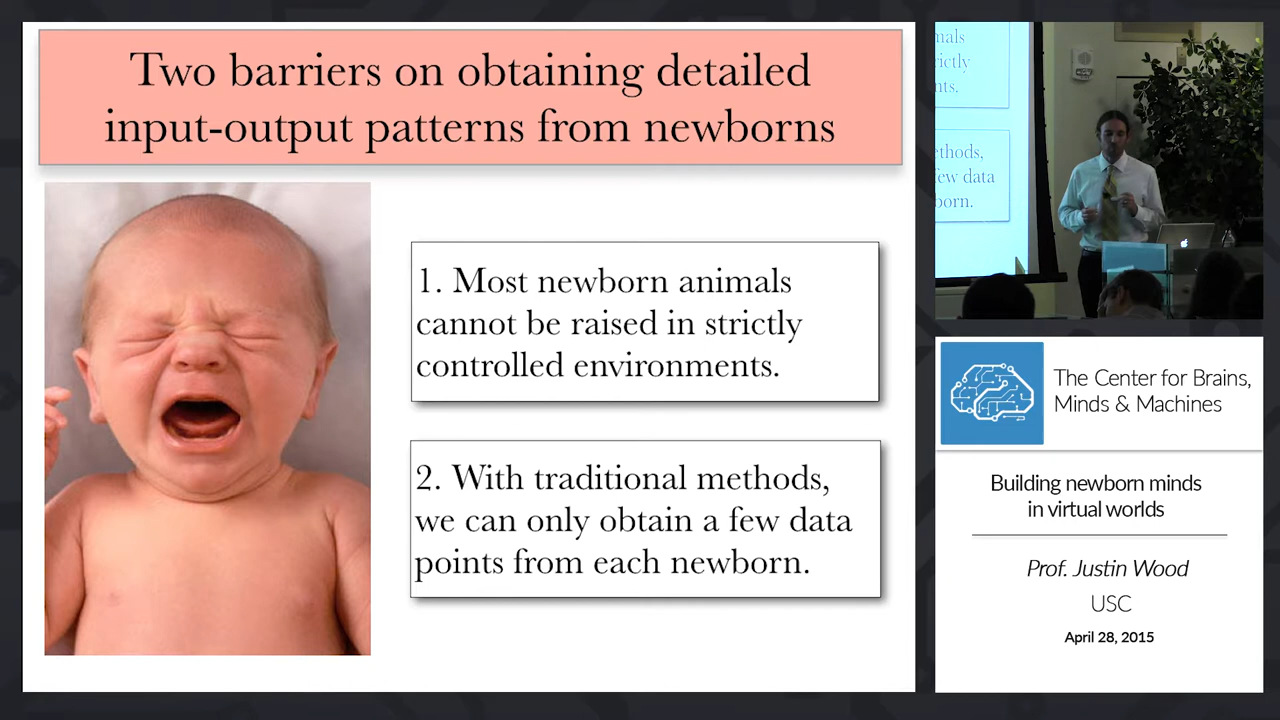 Two barriers on obtaining detailed
input-output patterns from newborns
1. Most newborn animals
cannot be raised in strictly
controlled environments.
2. With traditional methods,
we can only obtain a few data
points from each newborn.
nals
rictly
nts.
ethods,
few data
born.
The Center for Brains,
Minds & Machines
Building newborn minds
in virtual worlds
Prof. Justin Wood
USC
April 28, 2015